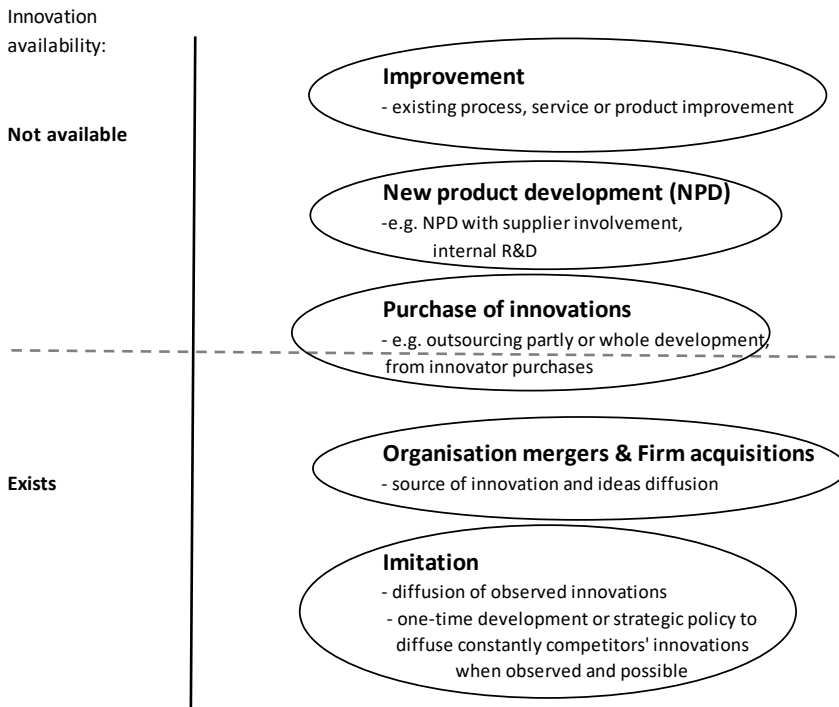 Innovation
availability:
Improvement
- existing process, service or product improvement
Not available
New product development (NPD)
-e.g. NPD with supplier involvement,
internal R&D
Purchase of innovations
- e.g. outsourcing partly or whole development,
from innovator purchases
Organisation mergers & Firm acquisitions
Exists
- source of innovation and ideas diffusion
Imitation
- diffusion of observed innovations
- one-time development or strategic policy to
diffuse constantly competitors' innovations
when observed and possible